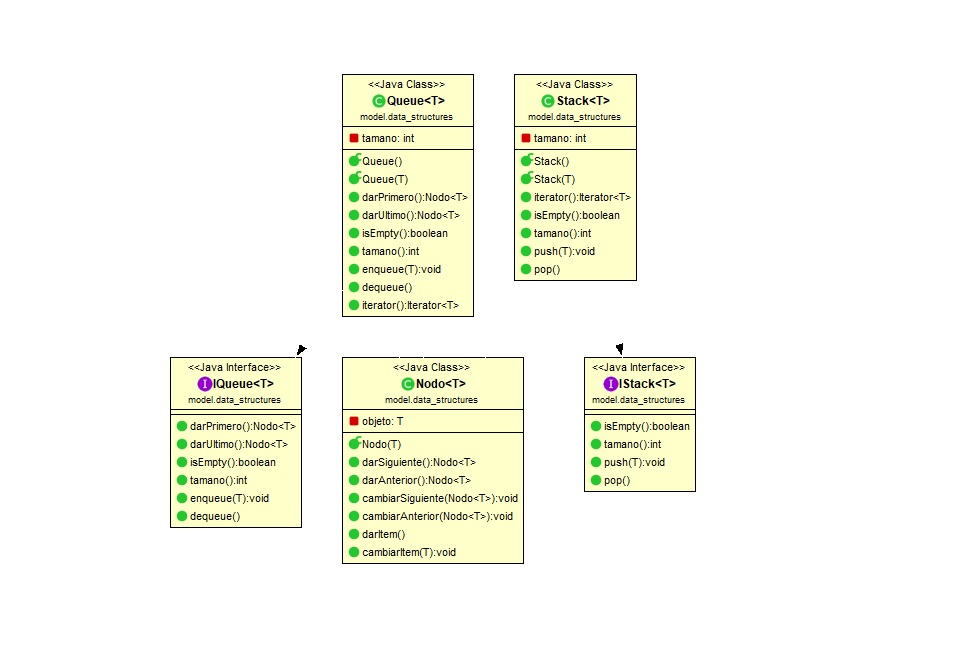 <<Java Class>>
Queue<T>
model.data_structures
tamano: int
Queue()
Queue(T)
darPrimero():Nodo<T>
darUltimo():Nodo<T>
isEmpty():boolean
tamano():int
enqueue(T):void
dequeue()
iterator():Iterator<T>
<<Java Class>>
Stack<T>
model.data_structures
tamano: int
Stack()
Stack(T)
iterator():Iterator<T>
isEmpty():boolean
tamano():int
push(T):void
pop()
<<Java Interface>>
I
IQueue<T>
model.data_structures
darPrimero():Nodo<T>
darUltimo():Nodo<T>
isEmpty():boolean
tamano():int
enqueue(T):void
dequeue()
<<Java Class>>
Nodo<T>
model.data_structures
objeto: T
Nodo(T)
darSiguiente():Nodo<T>
darAnterior():Nodo<T>
cambiarSiguiente(Nodo<T>):void
cambiarAnterior(Nodo<T>):void
darItem()
cambiarItem(T):void
<<Java Interface>>
I
IStack<T>
model.data_structures
isEmpty():boolean
tamano():int
push(T):void
pop()